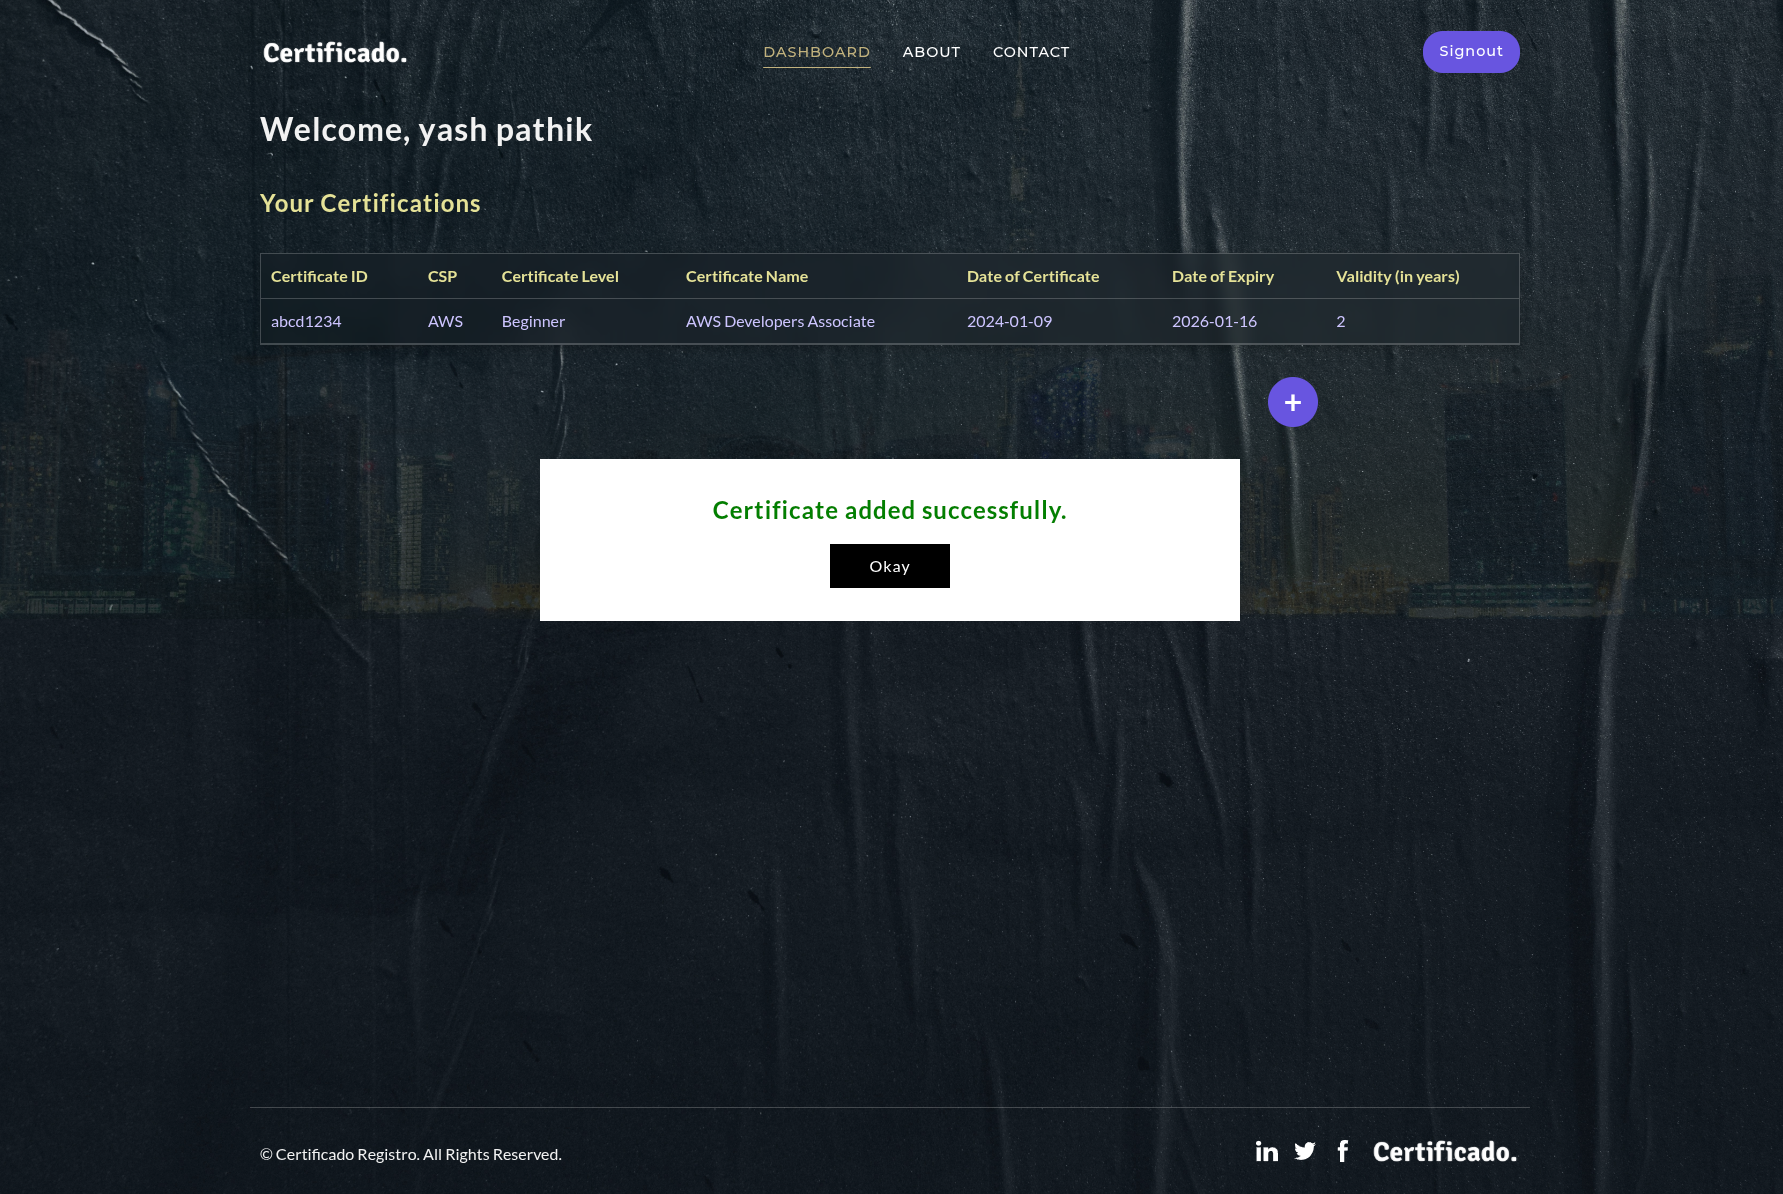 Certificado.
DASHBOARD ABOUT CONTACT
Signout
Welcome, yash pathik
Your Certifications
Certificate ID CSP Certificate Level Certificate Name Date of Certificate Date of Expiry Validity (in years)
abcd1234 AWS Beginner AWS Developers Associate 2024-01-09 2026-01-16 2
+
Certificate added successfully.
Okay
© Certificado Registro. All Rights Reserved.
Certificado.